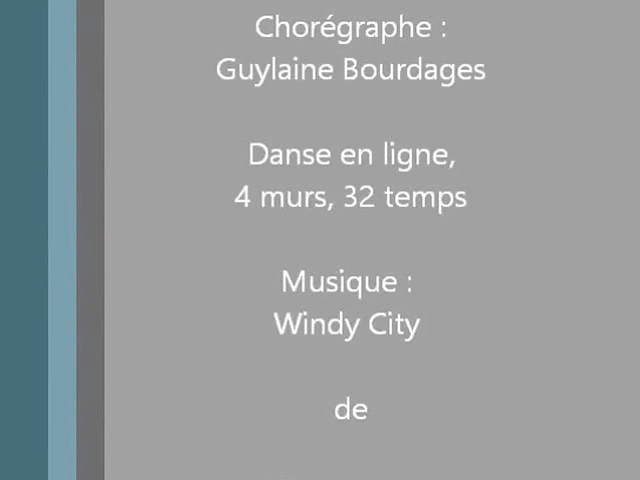 Chorégraphe :
Guylaine Bourdages
Danse en ligne,
4 murs, 32 temps
Musique :
Windy City
de